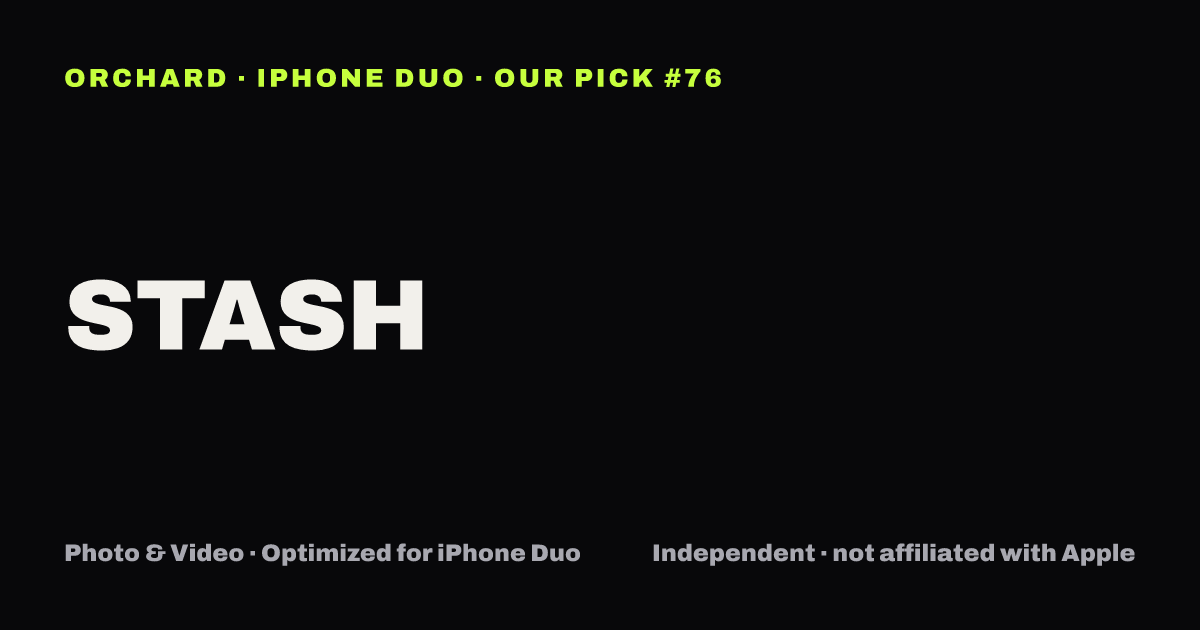 ORCHARD · IPHONE DUO · OUR PICK #76
STASH
Photo & Video · Optimized for iPhone Duo
Independent · not affiliated with Apple